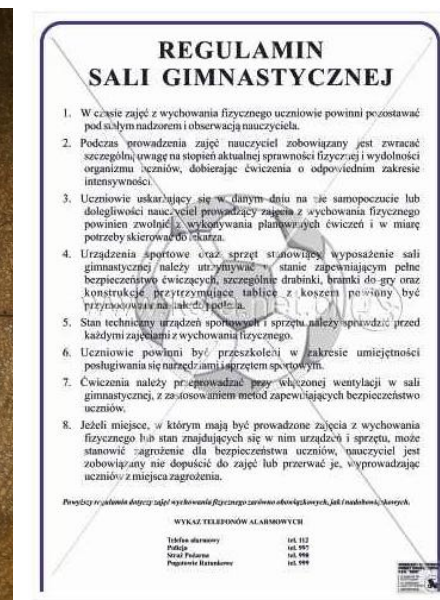 REGULAMIN
SALI GIMNASTYCZNEJ
1. W czasie zajęć z wychowania fizycznego uczniowie powinni pozostawać
pod stałym nadzorem i obserwacją nauczyciela.
2. Podczas prowadzenia zajęć nauczyciel zobowiązany jest zwracać
szczególną uwagę na stopień aktualnej sprawności fizycznej i wydolności
organizmu uczniów, dobierając ćwiczenia o odpowiednim zakresie
intensywności.
3. Uczniowie uskarżający się w danym dniu na złe samopoczucie lub
dolegliwości nauczyciel prowadzący zajęcia z wychowania fizycznego
powinien zwolnić z wykonywania planowanych ćwiczeń i w miarę
potrzeby skierować do lekarza.
4. Urządzenia sportowe oraz sprzęt stanowiący wyposażenie sali
gimnastycznej należy utrzymywać w stanie zapewniającym pełne
bezpieczeństwo ćwiczących, szczególnie drabinki, bramki do gry oraz
konstrukcje przytrzymujące tablicę z koszem powinny być
przymocowane na stałe do podłoża.
5. Stan techniczny urządzeń sportowych i sprzętu należy sprawdzić przed
każdymi zajęciami z wychowania fizycznego.
6. Uczniowie powinni być przeszkoleni w zakresie umiejętności
posługiwania się narzędziami i sprzętem sportowym.
7. Ćwiczenia należy przeprowadzać przy włączonej wentylacji w sali
gimnastycznej, z zastosowaniem metod zapewniających bezpieczeństwo
uczniów.
8. Jeżeli miejsce, w którym mają być prowadzone zajęcia z wychowania
fizycznego lub stan znajdujących się w nim urządzeń i sprzętu, może
stanowić zagrożenie dla bezpieczeństwa uczniów, nauczyciel jest
zobowiązany nie dopuścić do zajęć lub przerwać je, wyprowadzając
uczniów z miejsca zagrożenia.
Powyższy regulamin dotyczy zajęć wychowania fizycznego zarówno obowiązkowych, jak i nadobowiązkowych.
WYKAZ TELEFONÓW ALARMOWYCH
Telefon alarmowy tel. 112
Policja tel. 997
Straż Pożarna tel. 998
Pogotowie Ratunkowe tel. 999